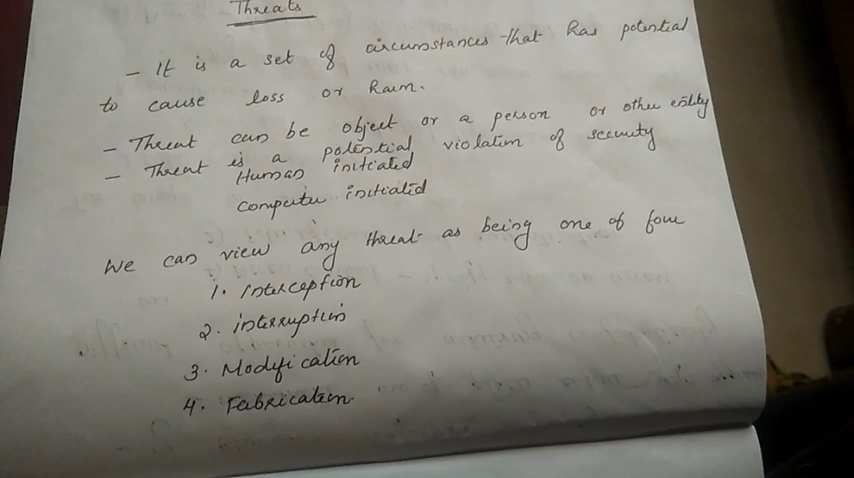 Threats
- It is a set of circumstances that has potential
to cause loss or harm.
- Threat can be object or a person or other entity
- Threat is a potential violation of security
Human initiated
Computer initiated
We can view any threat as being one of four
1. Interception
2. interruption
3. Modification
4. Fabrication